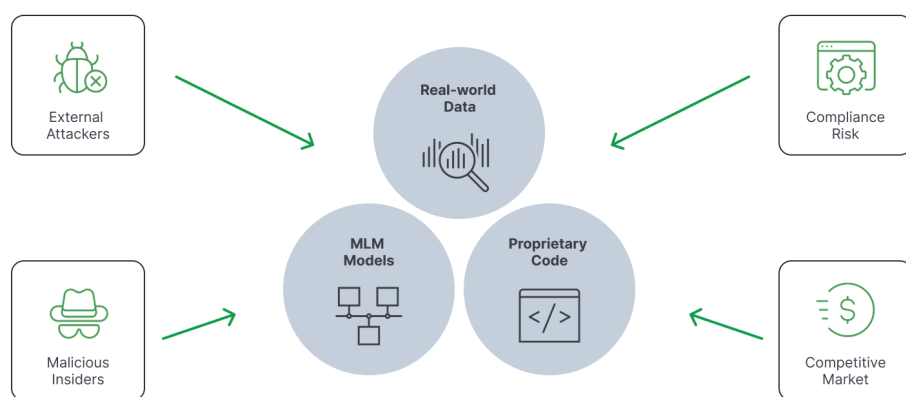 External
Attackers
Real-world
Data
Compliance
Risk
MLM
Models
Proprietary
Code
</>
Malicious
Insiders
$
Competitive
Market